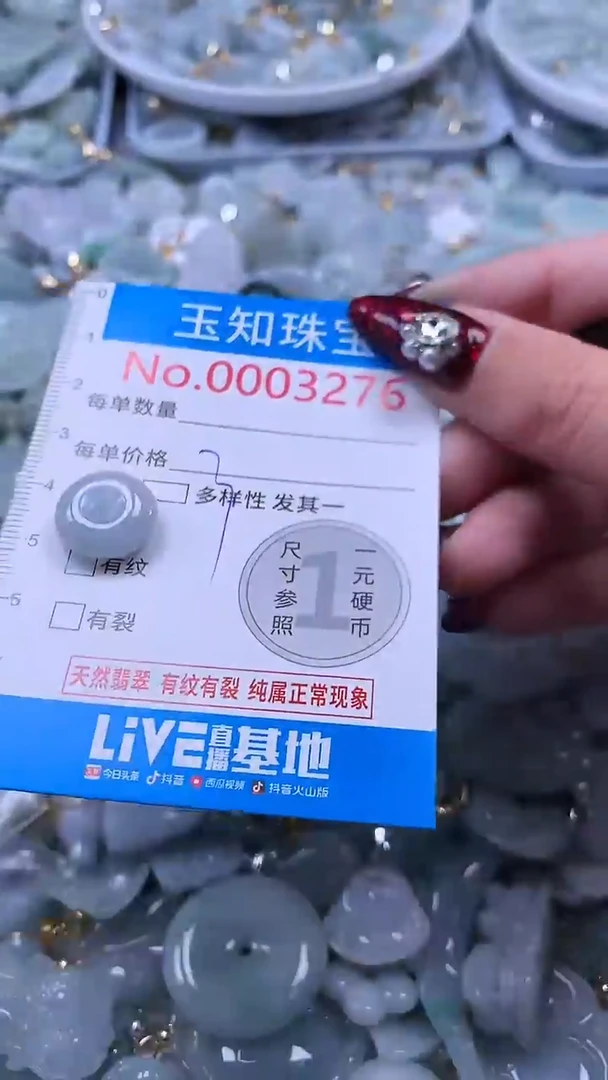 0
玉知珠宝
1
No.0003276
2
每单数量
3
每单价格
4
多样性 发其一
5
有纹
尺寸参照
1
一元硬币
5
有裂
天然翡翠 有纹有裂 纯属正常现象
LiVE直播基地
今日头条 抖音 西瓜视频 抖音火山版